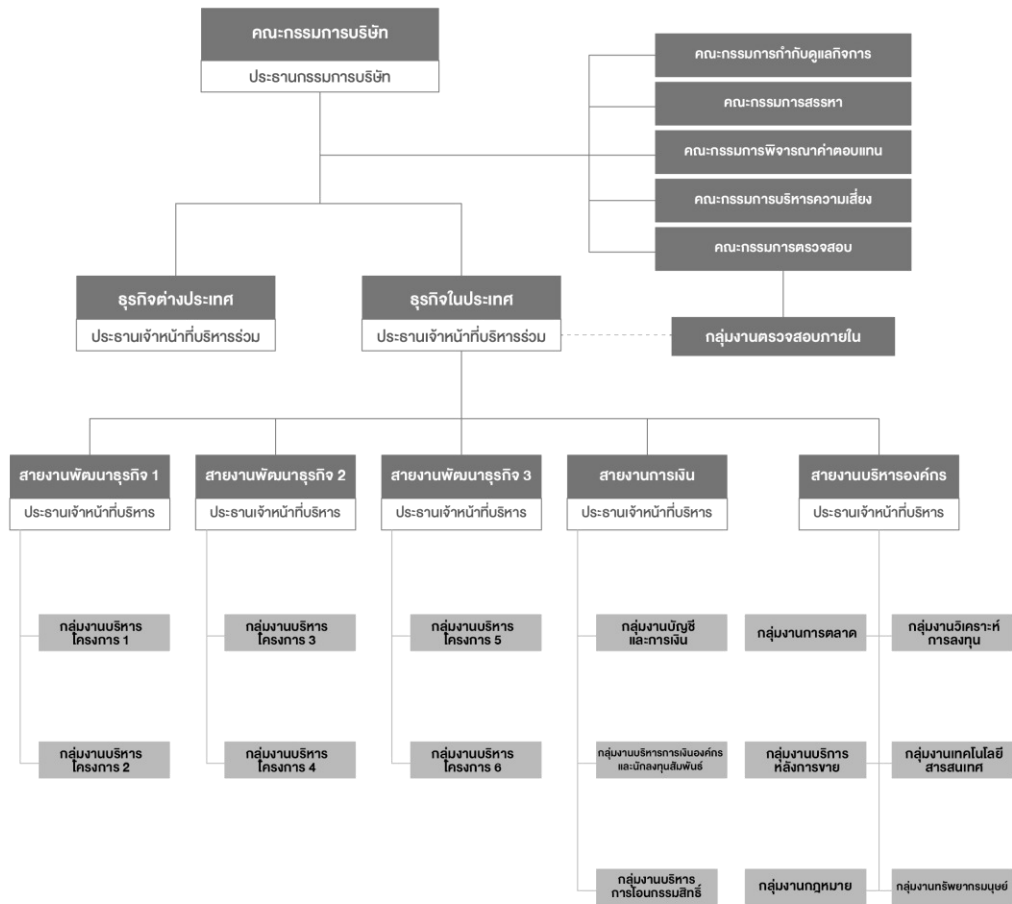 คณะกรรมการบริษัท
ประธานกรรมการบริษัท
คณะกรรมการกำกับดูแลกิจการ
คณะกรรมการสรรหา
คณะกรรมการพิจารณาค่าตอบแทน
คณะกรรมการบริหารความเสี่ยง
คณะกรรมการตรวจสอบ
ธุรกิจต่างประเทศ
ประธานเจ้าหน้าที่บริหารร่วม
ธุรกิจในประเทศ
ประธานเจ้าหน้าที่บริหารร่วม
กลุ่มงานตรวจสอบภายใน
สายงานพัฒนาธุรกิจ 1
ประธานเจ้าหน้าที่บริหาร
สายงานพัฒนาธุรกิจ 2
ประธานเจ้าหน้าที่บริหาร
สายงานพัฒนาธุรกิจ 3
ประธานเจ้าหน้าที่บริหาร
สายงานการเงิน
ประธานเจ้าหน้าที่บริหาร
สายงานบริหารองค์กร
ประธานเจ้าหน้าที่บริหาร
กลุ่มงานบริหาร
โครงการ 1
กลุ่มงานบริหาร
โครงการ 3
กลุ่มงานบริหาร
โครงการ 5
กลุ่มงานบัญชี
และการเงิน
กลุ่มงานการตลาด
กลุ่มงานวิเคราะห์
การลงทุน
กลุ่มงานบริหาร
โครงการ 2
กลุ่มงานบริหาร
โครงการ 4
กลุ่มงานบริหาร
โครงการ 6
กลุ่มงานบริหารการเงินองค์กร
และนักลงทุนสัมพันธ์
กลุ่มงานบริการ
หลังการขาย
กลุ่มงานเทคโนโลยี
สารสนเทศ
กลุ่มงานบริหาร
การโอนกรรมสิทธิ์
กลุ่มงานกฎหมาย
กลุ่มงานทรัพยากรมนุษย์